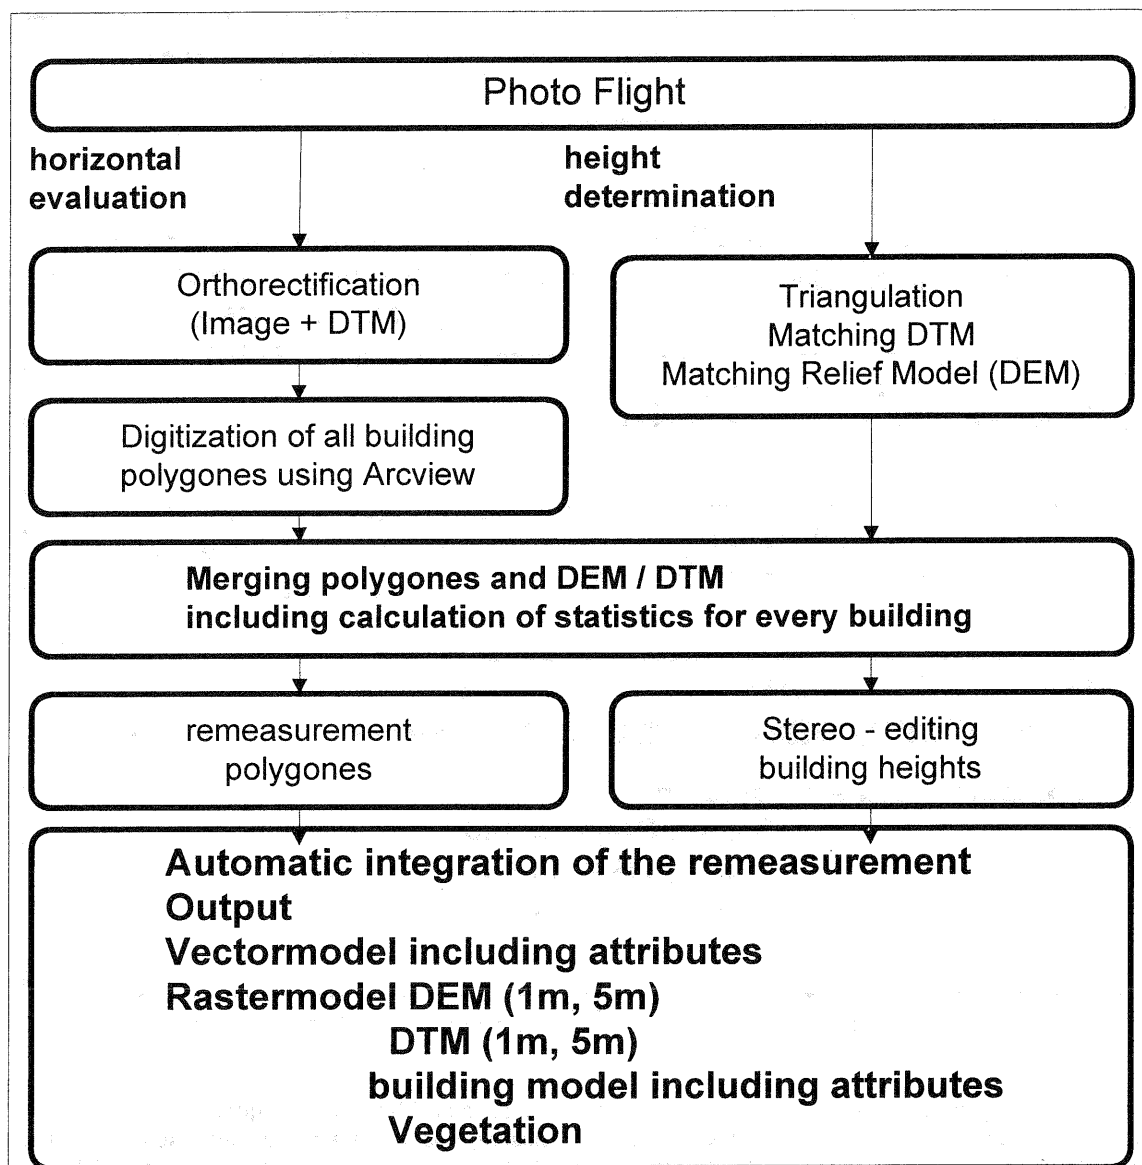 Photo Flight
horizontal
evaluation
height
determination
Orthorectification
(Image + DTM)
Triangulation
Matching DTM
Matching Relief Model (DEM)
Digitization of all building
polygones using Arcview
Merging polygones and DEM / DTM
including calculation of statistics for every building
remeasurement
polygones
Stereo - editing
building heights
Automatic integration of the remeasurement
Output
Vectormodel including attributes
Rastermodel DEM (1m, 5m)
DTM (1m, 5m)
building model including attributes
Vegetation